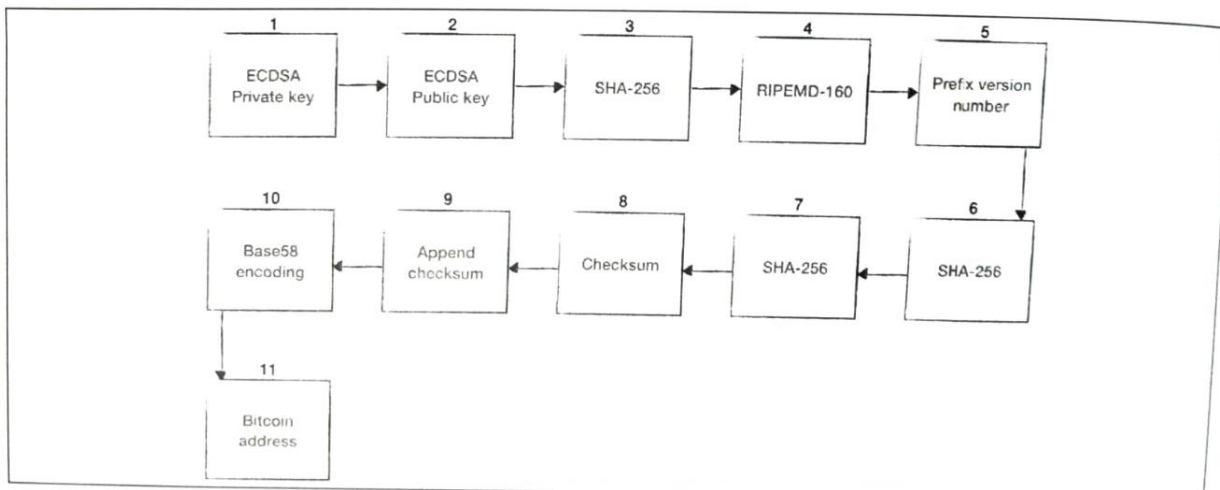 1
ECDSA
Private key
2
ECDSA
Public key
3
SHA-256
4
RIPEMD-160
5
Prefix version
number
6
SHA-256
7
SHA-256
8
Checksum
9
Append
checksum
10
Base58
encoding
11
Bitcoin
address